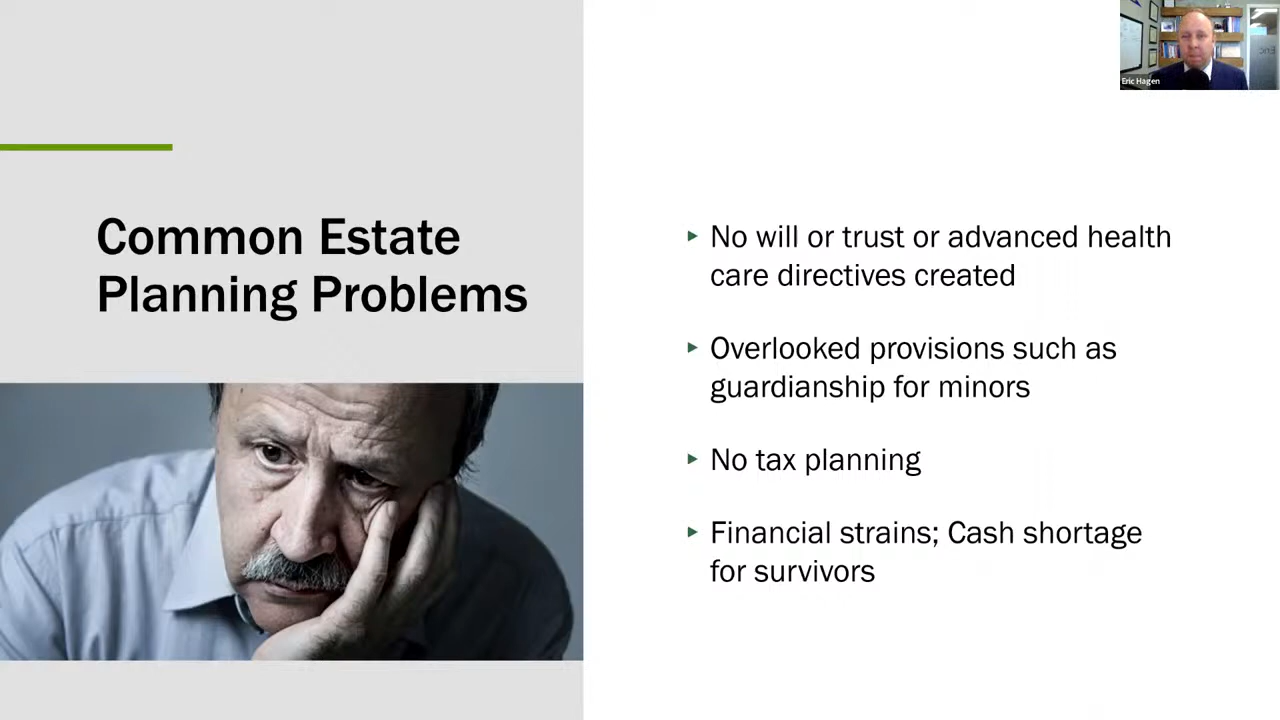 Common Estate
Planning Problems
No will or trust or advanced health
care directives created
Overlooked provisions such as
guardianship for minors
No tax planning
Financial strains; Cash shortage
for survivors
Eric Hagen